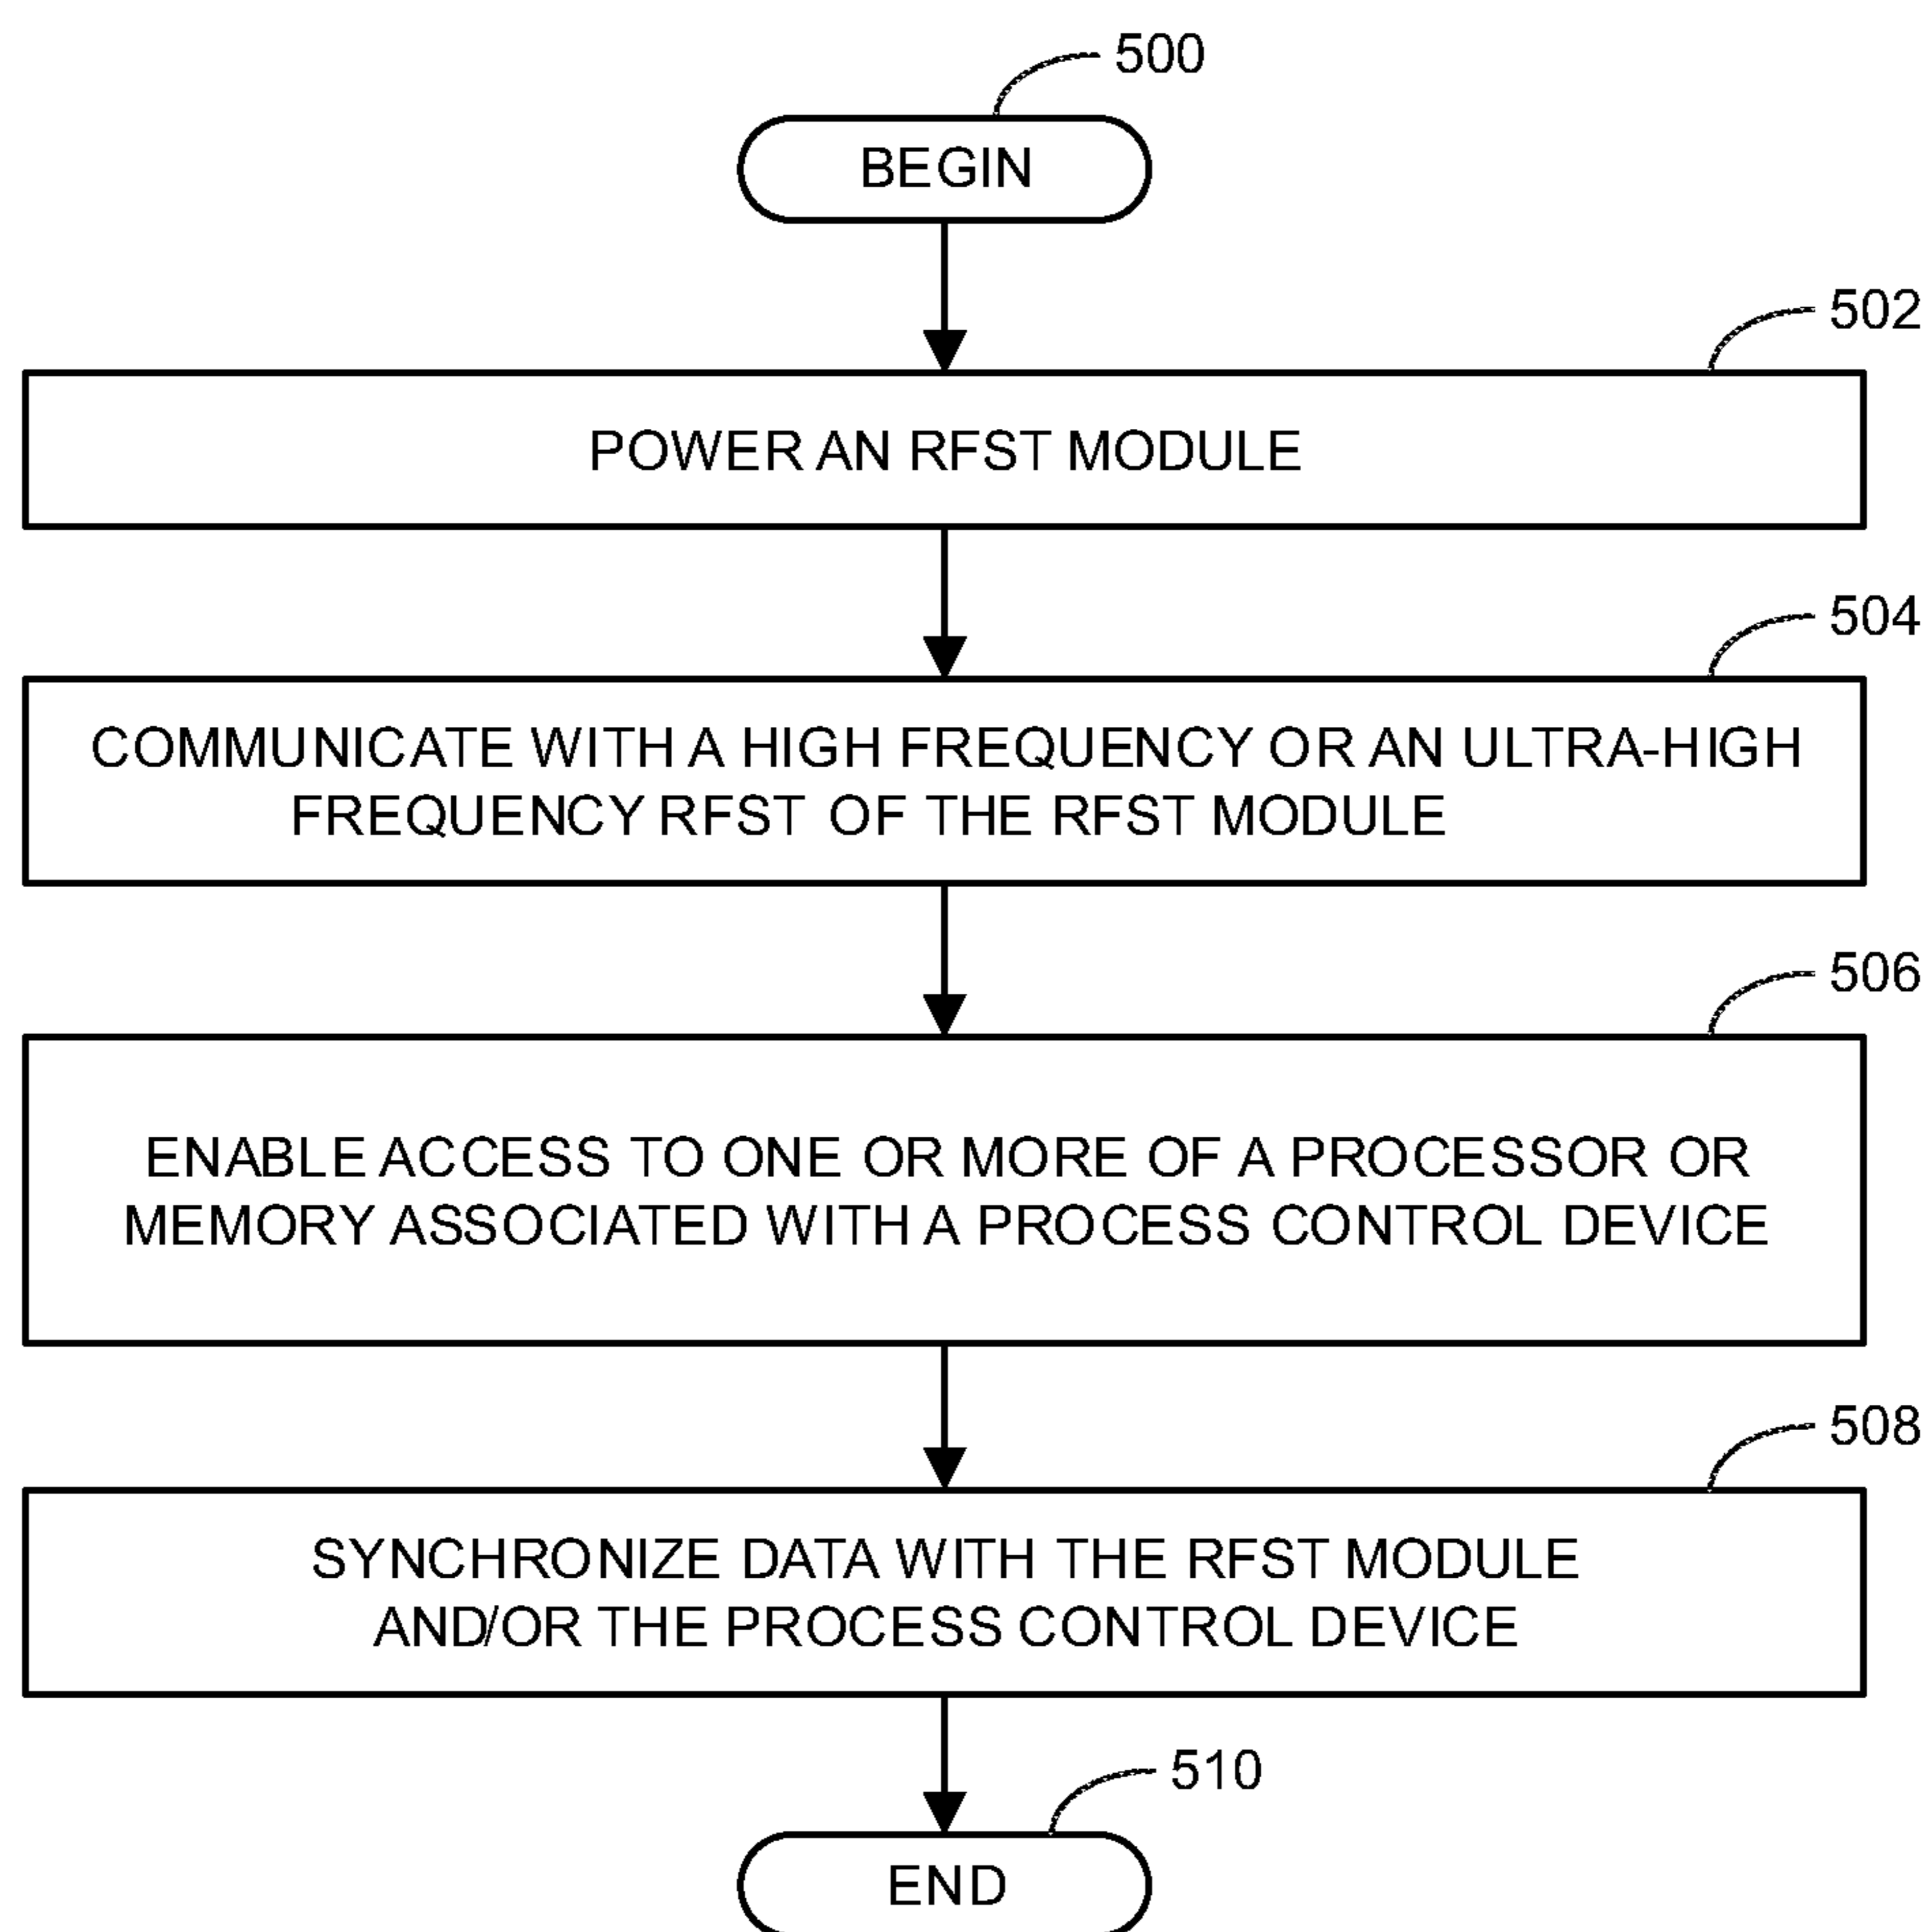 500
BEGIN
502
POWER AN RFST MODULE
504
COMMUNICATE WITH A HIGH FREQUENCY OR AN ULTRA-HIGH
FREQUENCY RFST OF THE RFST MODULE
506
ENABLE ACCESS TO ONE OR MORE OF A PROCESSOR OR
MEMORY ASSOCIATED WITH A PROCESS CONTROL DEVICE
508
SYNCHRONIZE DATA WITH THE RFST MODULE
AND/OR THE PROCESS CONTROL DEVICE
510
END